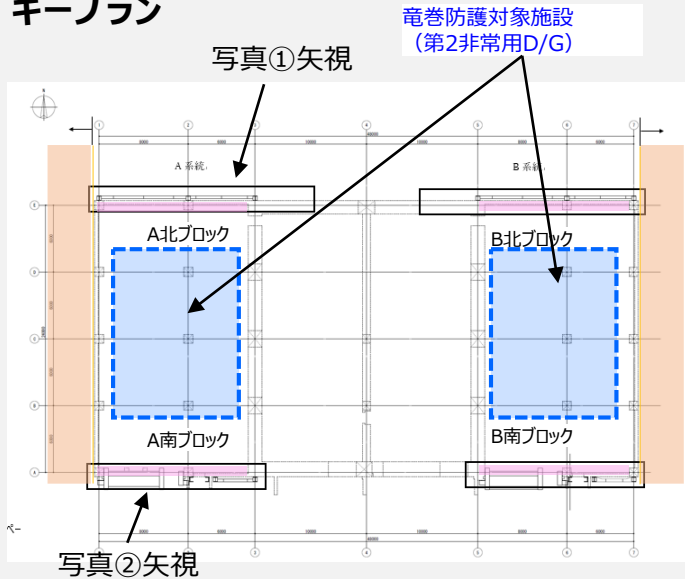 キープラン
竜巻防護対象施設
（第2非常用D/G）
写真①矢視
A 系統
B 系統
A北ブロック
B北ブロック
A南ブロック
B南ブロック
ペー
写真②矢視